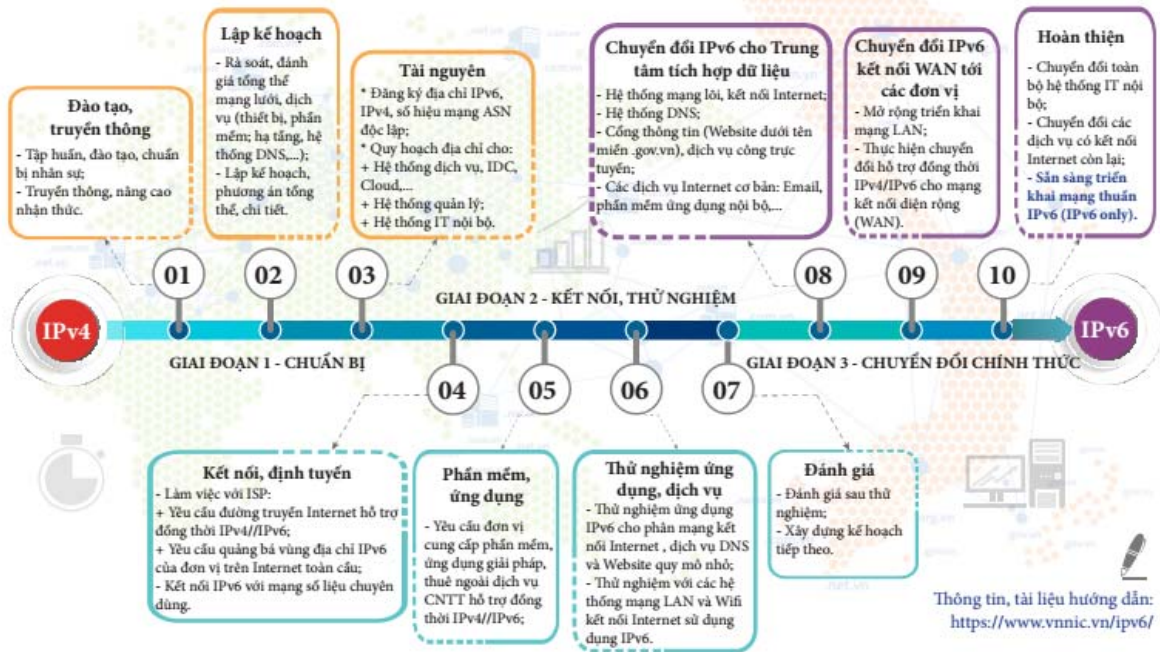 Đào tạo,
truyền thông
- Tập huấn, đào tạo, chuẩn
bị nhân sự;
- Truyền thông, nâng cao
nhận thức.
Lập kế hoạch
- Rà soát, đánh
giá tổng thể
mạng lưới, dịch
vụ (thiết bị, phần
mềm; hạ tầng, hệ
thống DNS,...);
- Lập kế hoạch,
phương án tổng
thể, chi tiết.
Tài nguyên
* Đăng ký địa chỉ IPv6,
IPv4, số hiệu mạng ASN
độc lập;
* Quy hoạch địa chỉ cho:
+ Hệ thống dịch vụ, IDC,
Cloud,...
+ Hệ thống quản lý;
+ Hệ thống IT nội bộ.
Chuyển đổi IPv6 cho Trung
tâm tích hợp dữ liệu
- Hệ thống mạng lõi, kết nối Internet;
- Hệ thống DNS;
- Cổng thông tin (Website dưới tên
miền .gov.vn), dịch vụ công trực
tuyến;
- Các dịch vụ Internet cơ bản: Email,
phần mềm ứng dụng nội bộ,...
Chuyển đổi IPv6
kết nối WAN tới
các đơn vị
- Mở rộng triển khai
mạng LAN;
- Thực hiện chuyển
đổi hỗ trợ đồng thời
IPv4/IPv6 cho mạng
kết nối diện rộng
(WAN).
Hoàn thiện
- Chuyển đổi toàn
bộ hệ thống IT nội
bộ;
- Chuyển đổi các
dịch vụ có kết nối
Internet còn lại;
- Sẵn sàng triển
khai mạng thuần
IPv6 (IPv6 only).
01
02
03
08
09
10
GIAI ĐOẠN 2 - KẾT NỐI, THỬ NGHIỆM
IPv4
IPv6
GIAI ĐOẠN 1 - CHUẨN BỊ
GIAI ĐOẠN 3 - CHUYỂN ĐỔI CHÍNH THỨC
04
05
06
07
Kết nối, định tuyến
- Làm việc với ISP:
+ Yêu cầu đường truyền Internet hỗ trợ
đồng thời IPv4//IPv6;
+ Yêu cầu quảng bá vùng địa chỉ IPv6
của đơn vị trên Internet toàn cầu;
- Kết nối IPv6 với mạng số liệu chuyên
dùng.
Phần mềm,
ứng dụng
- Yêu cầu đơn vị
cung cấp phần mềm,
ứng dụng giải pháp,
thuê ngoài dịch vụ
CNTT hỗ trợ đồng
thời IPv4//IPv6;
Thử nghiệm ứng
dụng, dịch vụ
- Thử nghiệm ứng dụng
IPv6 cho phân mạng kết
nối Internet , dịch vụ DNS
và Website quy mô nhỏ;
- Thử nghiệm với các hệ
thống mạng LAN và Wifi
kết nối Internet sử dụng
dụng IPv6.
Đánh giá
- Đánh giá sau thử
nghiệm;
- Xây dựng kế hoạch
tiếp theo.
Thông tin, tài liệu hướng dẫn:
https://www.vnnic.vn/ipv6/